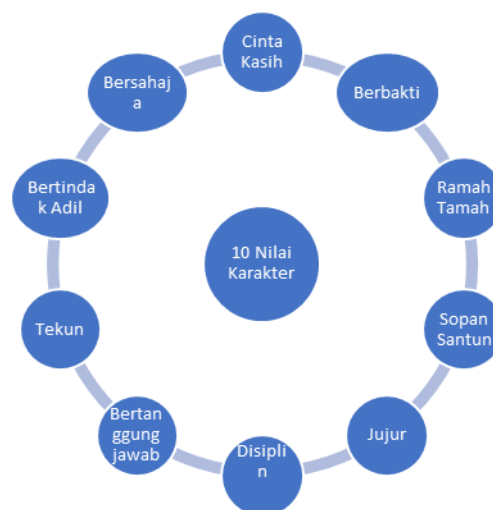 Cinta
Kasih
Berbakti
Ramah
Tamah
Sopan
Santun
Jujur
Disipli
n
Bertan
ggung
jawab
Tekun
Bertinda
k Adil
Bersahaj
a
10 Nilai
Karakter